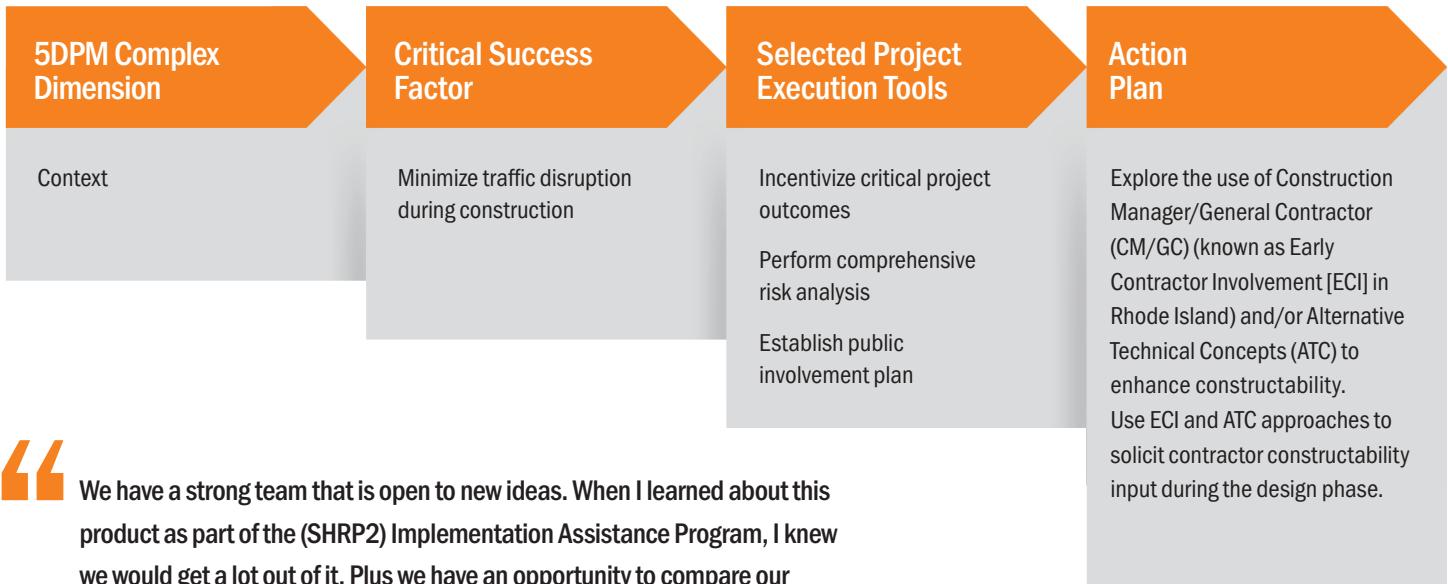 5DPM Complex
Dimension
Context
Critical Success
Factor
Minimize traffic disruption
during construction
Selected Project
Execution Tools
Incentivize critical project
outcomes
Perform comprehensive
risk analysis
Establish public
involvement plan
Action
Plan
Explore the use of Construction
Manager/General Contractor
(CM/GC) (known as Early
Contractor Involvement [ECI] in
Rhode Island) and/or Alternative
Technical Concepts (ATC) to
enhance constructability.
Use ECI and ATC approaches to
solicit contractor constructability
input during the design phase.
“We have a strong team that is open to new ideas. When I learned about this
product as part of the (SHRP2) Implementation Assistance Program, I knew
we would get a lot out of it. Plus we have an opportunity to compare our